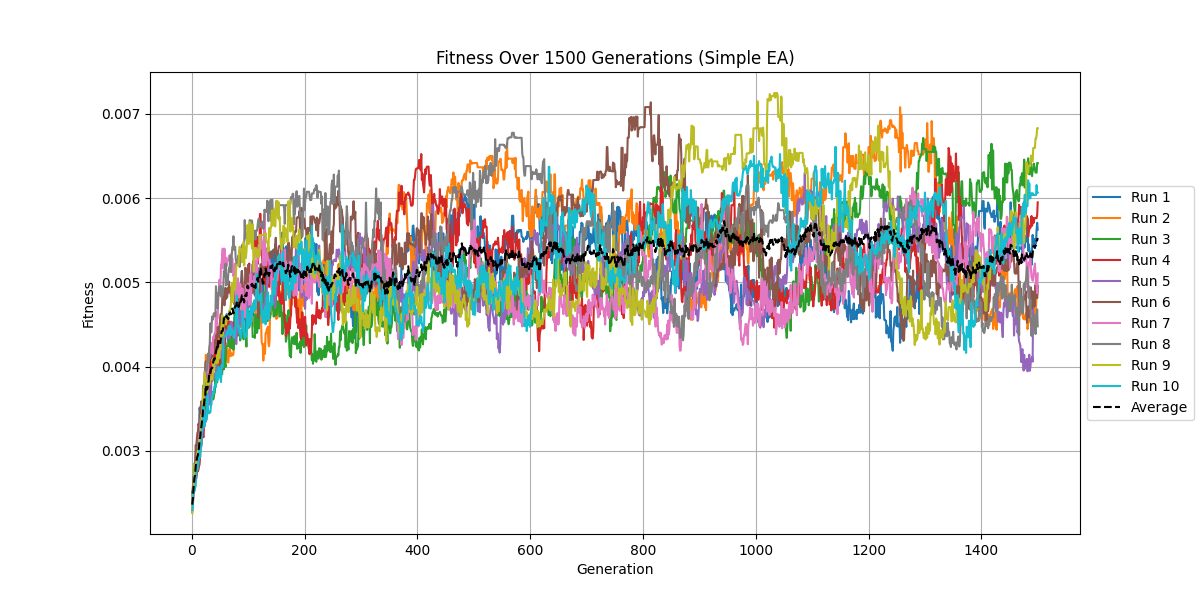 Fitness Over 1500 Generations (Simple EA)
0.007
0.006
0.005
0.004
0.003
Fitness
0
200
400
600
800
1000
1200
1400
Generation
Run 1
Run 2
Run 3
Run 4
Run 5
Run 6
Run 7
Run 8
Run 9
Run 10
Average